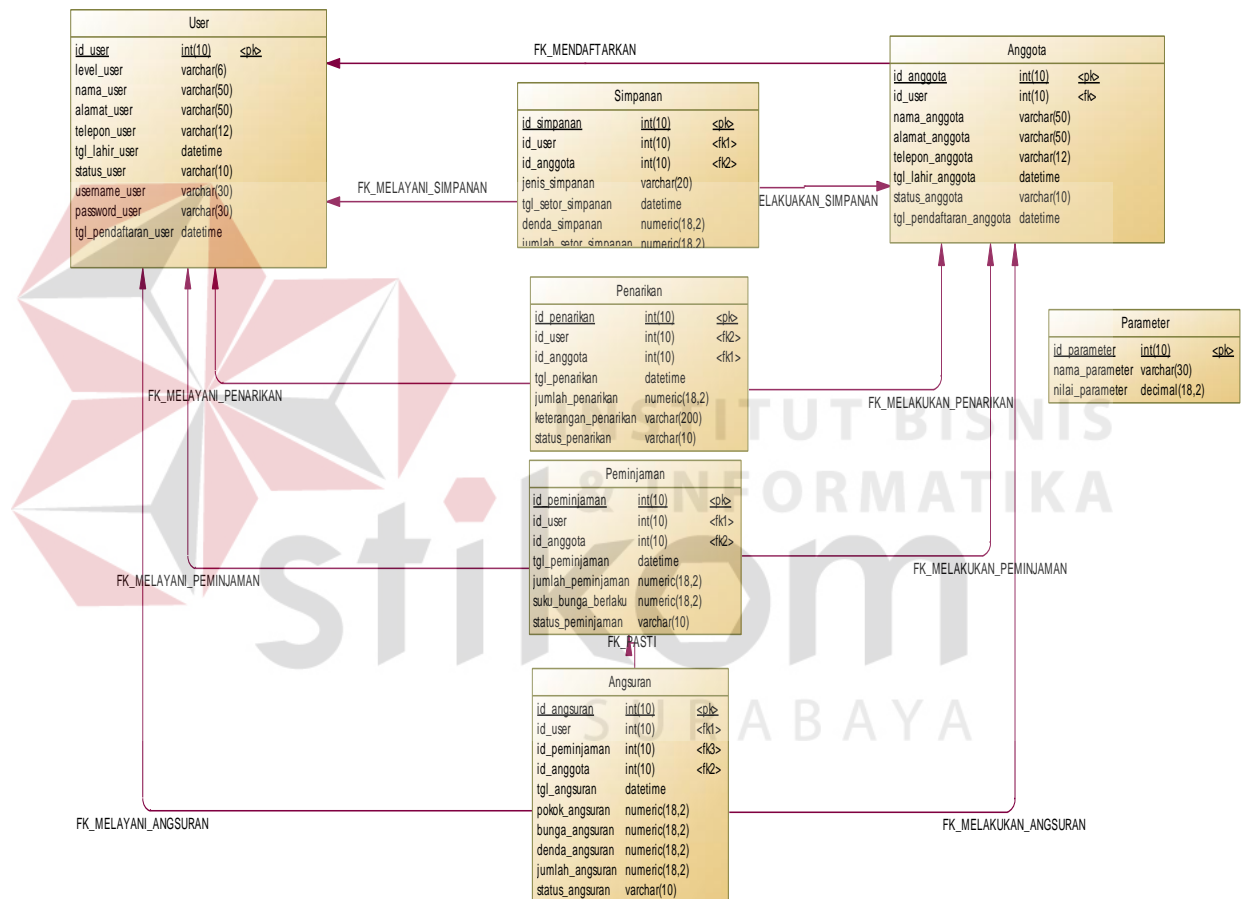 User
id_user int(10) <pk>
level_user varchar(6)
nama_user varchar(50)
alamat_user varchar(50)
telepon_user varchar(12)
tgl_lahir_user datetime
status_user varchar(10)
username_user varchar(30)
password_user varchar(30)
tgl_pendaftaran_user datetime
FK_MENDAFTARKAN
Anggota
id_anggota int(10) <pk>
id_user int(10) <fk>
nama_anggota varchar(50)
alamat_anggota varchar(50)
telepon_anggota varchar(12)
tgl_lahir_anggota datetime
status_anggota varchar(10)
tgl_pendaftaran_anggota datetime
Simpanan
id_simpanan int(10) <pk>
id_user int(10) <fk1>
id_anggota int(10) <fk2>
jenis_simpanan varchar(20)
tgl_setor_simpanan datetime
denda_simpanan numeric(18,2)
jumlah_setor_simpanan numeric(18,2)
FK_MELAYANI_SIMPANAN
ELAKUAKAN_SIMPANAN
Penarikan
id_penarikan int(10) <pk>
id_user int(10) <fk2>
id_anggota int(10) <fk1>
tgl_penarikan datetime
jumlah_penarikan numeric(18,2)
keterangan_penarikan varchar(200)
status_penarikan varchar(10)
FK_MELAYANI_PENARIKAN
FK_MELAKUKAN_PENARIKAN
Parameter
id_parameter int(10) <pk>
nama_parameter varchar(30)
nilai_parameter decimal(18,2)
Peminjaman
id_peminjaman int(10) <pk>
id_user int(10) <fk1>
id_anggota int(10) <fk2>
tgl_peminjaman datetime
jumlah_peminjaman numeric(18,2)
suku_bunga_berlaku numeric(18,2)
status_peminjaman varchar(10)
FK_MELAYANI_PEMINJAMAN
FK_MELAKUKAN_PEMINJAMAN
FK_PASTI
Angsuran
id_angsuran int(10) <pk>
id_user int(10) <fk1>
id_peminjaman int(10) <fk3>
id_anggota int(10) <fk2>
tgl_angsuran datetime
pokok_angsuran numeric(18,2)
bunga_angsuran numeric(18,2)
denda_angsuran numeric(18,2)
jumlah_angsuran numeric(18,2)
status_angsuran varchar(10)
FK_MELAYANI_ANGSURAN
FK_MELAKUKAN_ANGSURAN
INSTITUT BISNIS
& INFORMATIKA
stikom
SURABAYA